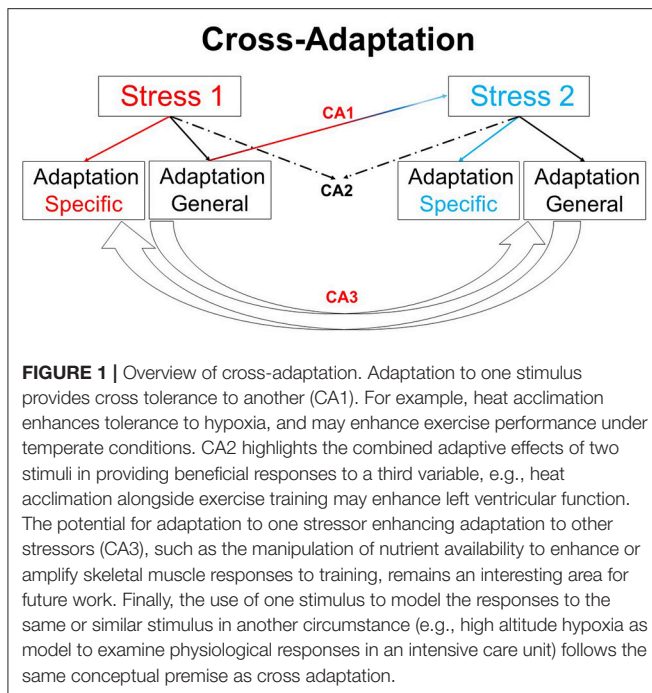 Cross-Adaptation
Stress 1
Stress 2
CA1
CA2
Adaptation
Specific
Adaptation
General
Adaptation
Specific
Adaptation
General
CA3
FIGURE 1 | Overview of cross-adaptation. Adaptation to one stimulus
provides cross tolerance to another (CA1). For example, heat acclimation
enhances tolerance to hypoxia, and may enhance exercise performance under
temperate conditions. CA2 highlights the combined adaptive effects of two
stimuli in providing beneficial responses to a third variable, e.g., heat
acclimation alongside exercise training may enhance left ventricular function.
The potential for adaptation to one stressor enhancing adaptation to other
stressors (CA3), such as the manipulation of nutrient availability to enhance or
amplify skeletal muscle responses to training, remains an interesting area for
future work. Finally, the use of one stimulus to model the responses to the
same or similar stimulus in another circumstance (e.g., high altitude hypoxia as
model to examine physiological responses in an intensive care unit) follows the
same conceptual premise as cross adaptation.